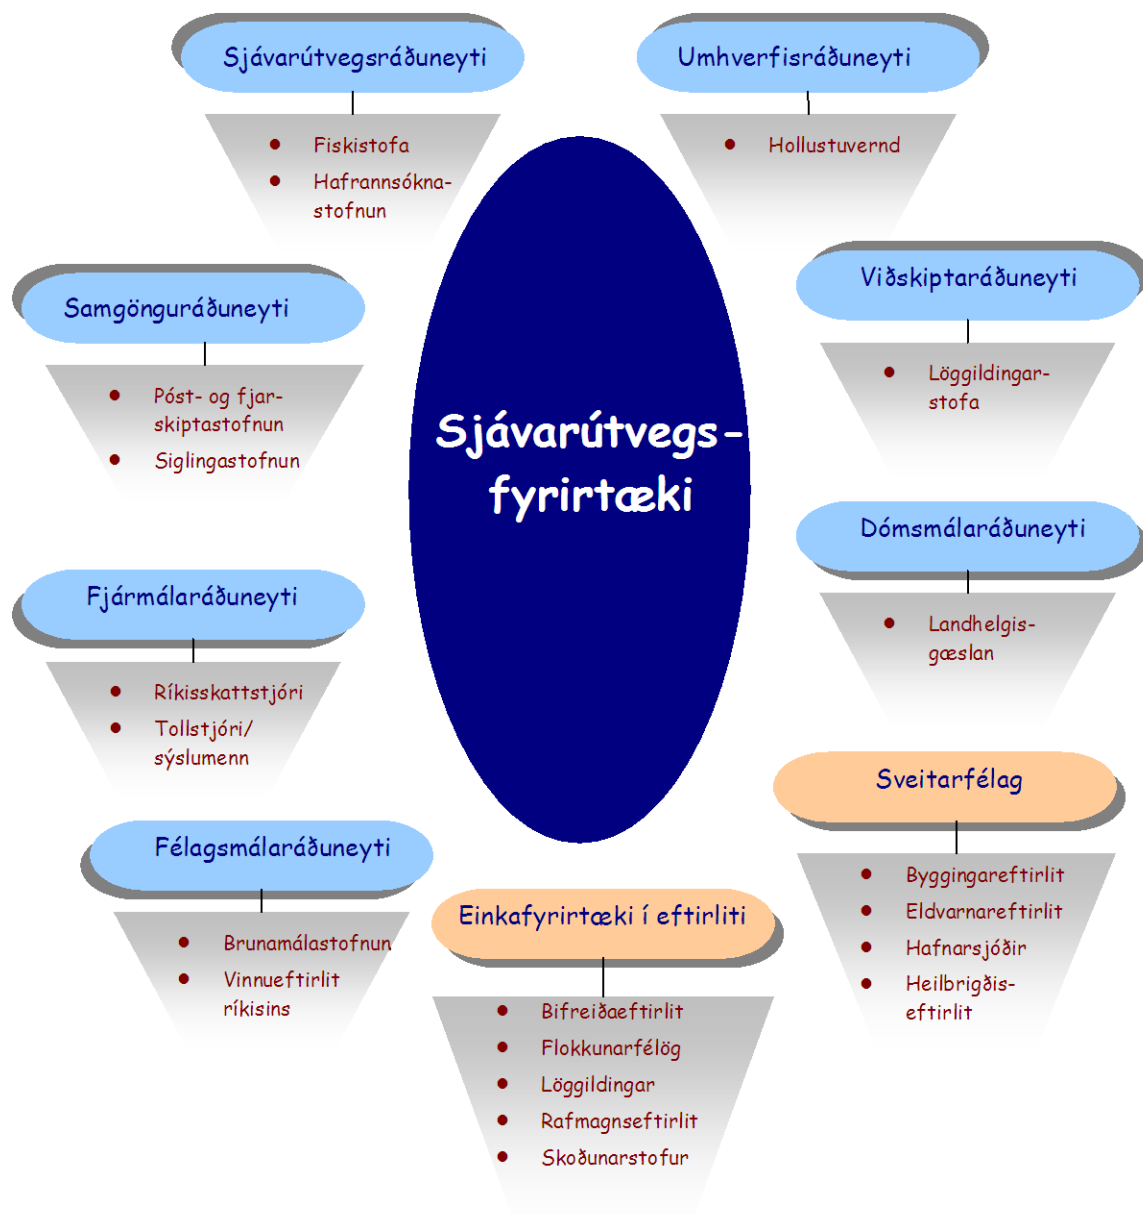 Sjávarútvegsráðuneyti
Fiskistofa
Hafrannsókna-
stofnun
Umhverfisráðuneyti
Hollustuvernd
Samgönguráðuneyti
Póst- og fjar-
skiptastofnun
Siglingastofnun
Viðskiptaráðuneyti
Löggildingar-
stofa
Sjávarútvegs-
fyrirtæki
Dómsmálaráðuneyti
Landhelgis-
gæslan
Fjármálaráðuneyti
Ríkisskattstjóri
Tollstjóri/
sýslumenn
Sveitarfélag
Byggingareftirlit
Eldvarnareftirlit
Hafnarsjóðir
Heilbrigðis-
eftirlit
Félagsmálaráðuneyti
Brunamálastofnun
Vinnueftirlit
ríkisins
Einkafyrirtæki í eftirliti
Bifreiðaeftirlit
Flokkunarfélög
Löggildingar
Rafmagnseftirlit
Skoðunarstofur